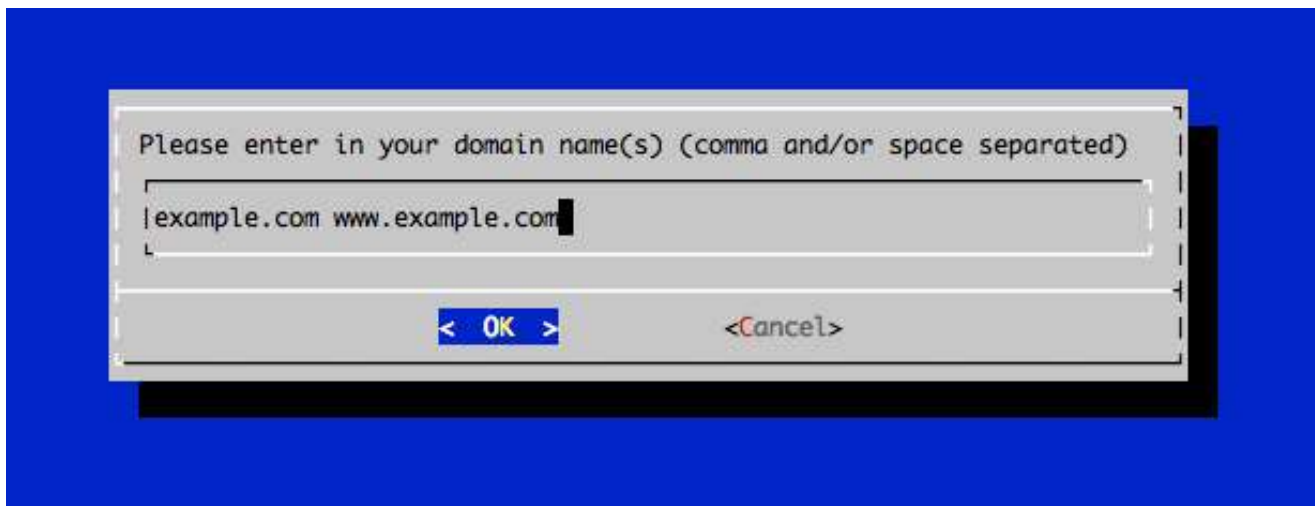 Please enter in your domain name(s) (comma and/or space separated)
example.com www.example.com
< OK > <Cancel>